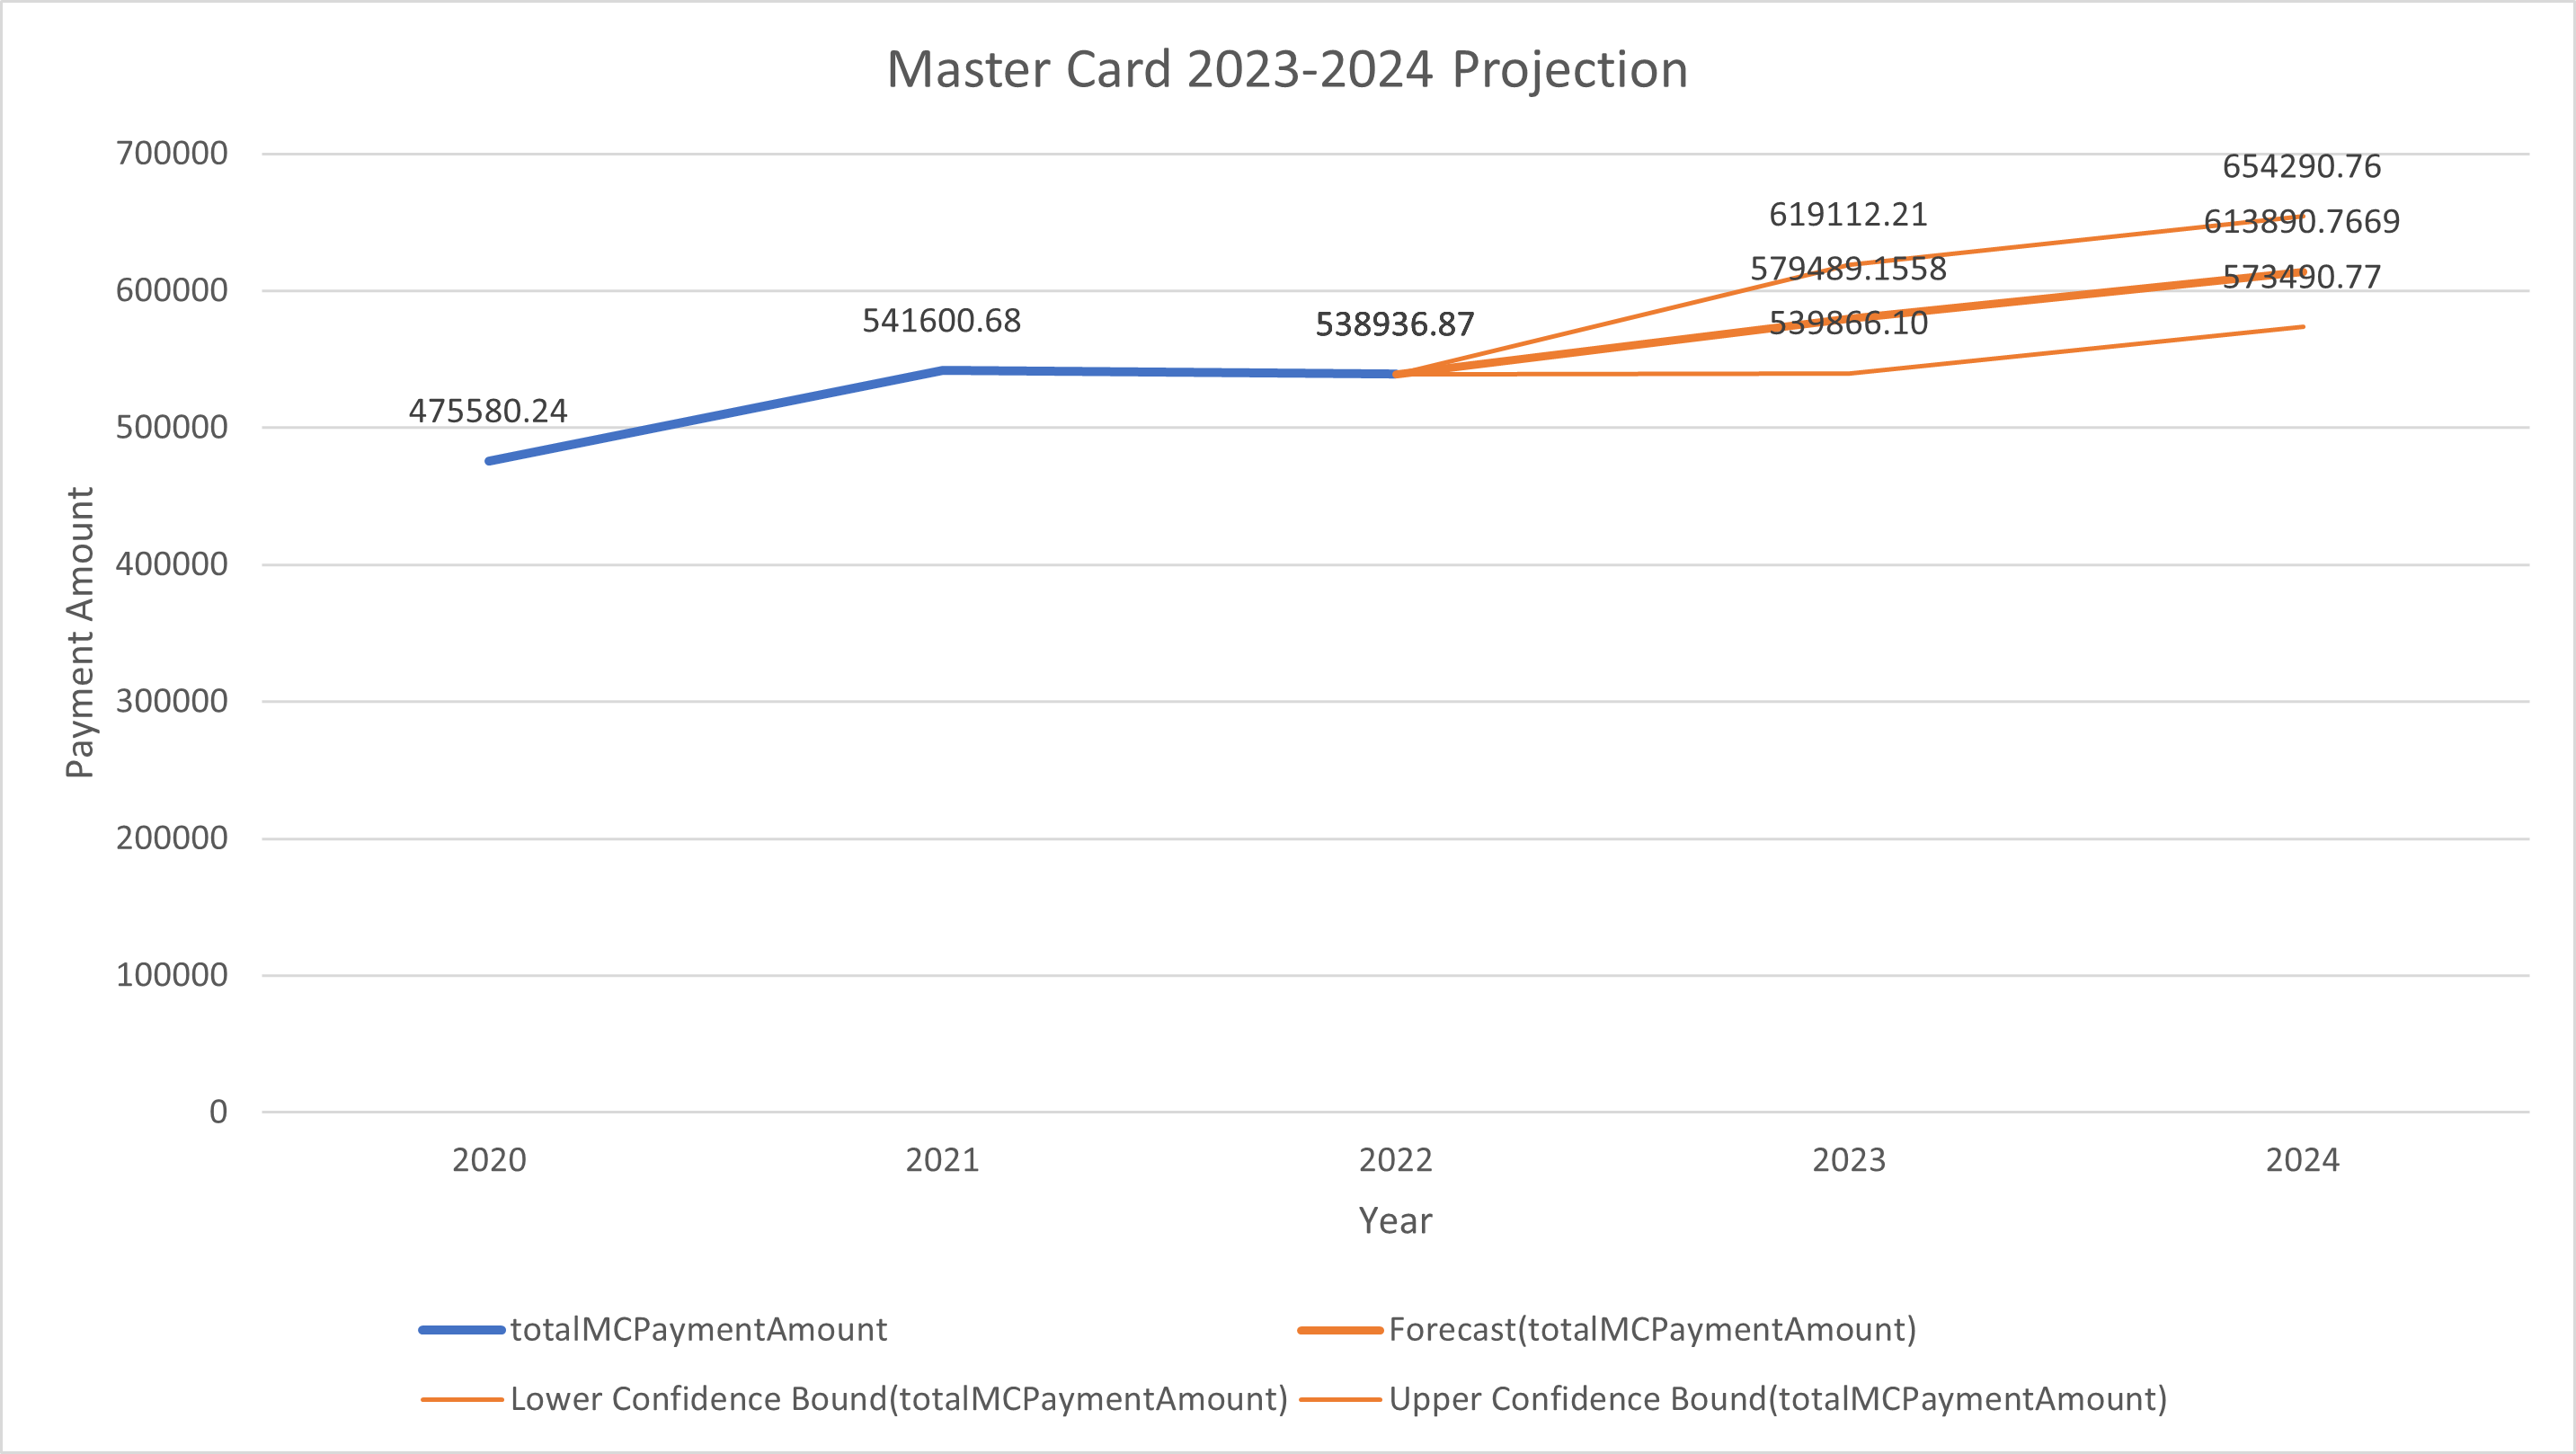 Master Card 2023-2024 Projection
700000
600000
500000
400000
300000
200000
100000
0
Payment Amount
475580.24
541600.68
538936.87
619112.21
579489.1558
539866.10
654290.76
613890.7669
573490.77
2020 2021 2022 2023 2024
Year
totalMCPaymentAmount Forecast(totalMCPaymentAmount)
Lower Confidence Bound(totalMCPaymentAmount) Upper Confidence Bound(totalMCPaymentAmount)